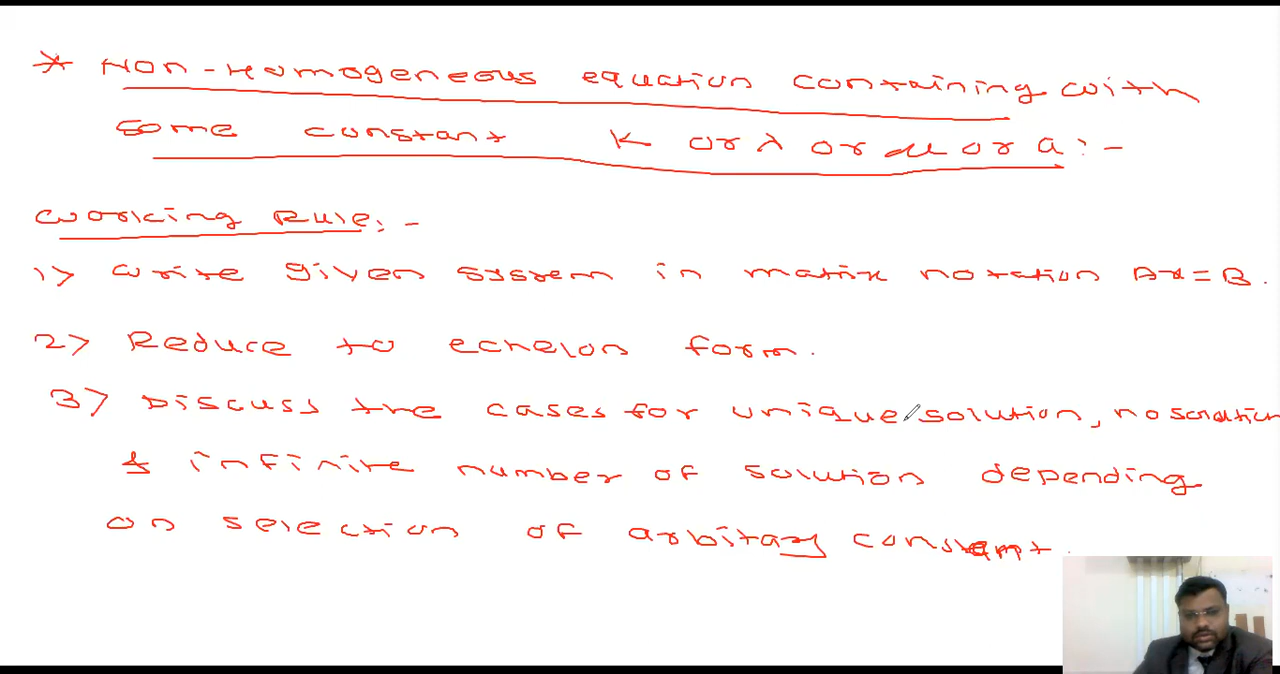 * Non-Homogeneous equation containing with
some constant K or λ or μ or a :-
Working Rule :-
1) write given system in matrix notation Ax = B.
2) Reduce to echelon form.
3) Discuss the cases for unique solution, no solution
& infinite number of solution depending
on selection of arbitary constant.